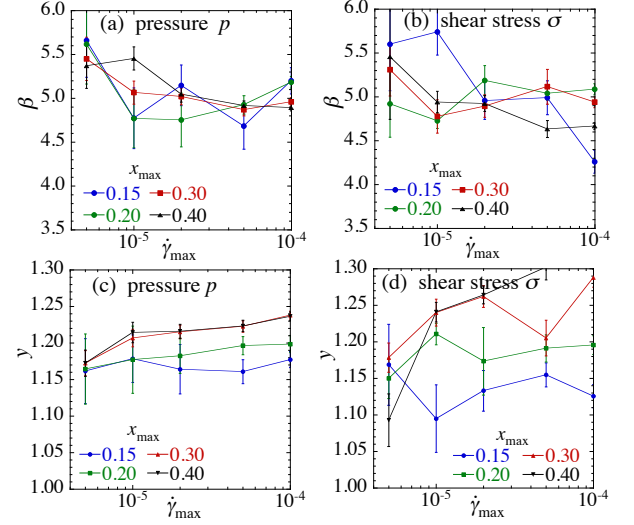 (a) pressure p
β
6.0
5.5
5.0
4.5
4.0
3.5
x_max
0.15 0.30
0.20 0.40
10^-5 10^-4
γ̇_max
(b) shear stress σ
β
6.0
5.5
5.0
4.5
4.0
3.5
x_max
0.15 0.30
0.20 0.40
10^-5 10^-4
γ̇_max
(c) pressure p
y
1.30
1.25
1.20
1.15
1.10
1.05
1.00
x_max
0.15 0.30
0.20 0.40
10^-5 10^-4
γ̇_max
(d) shear stress σ
y
1.30
1.25
1.20
1.15
1.10
1.05
1.00
x_max
0.15 0.30
0.20 0.40
10^-5 10^-4
γ̇_max